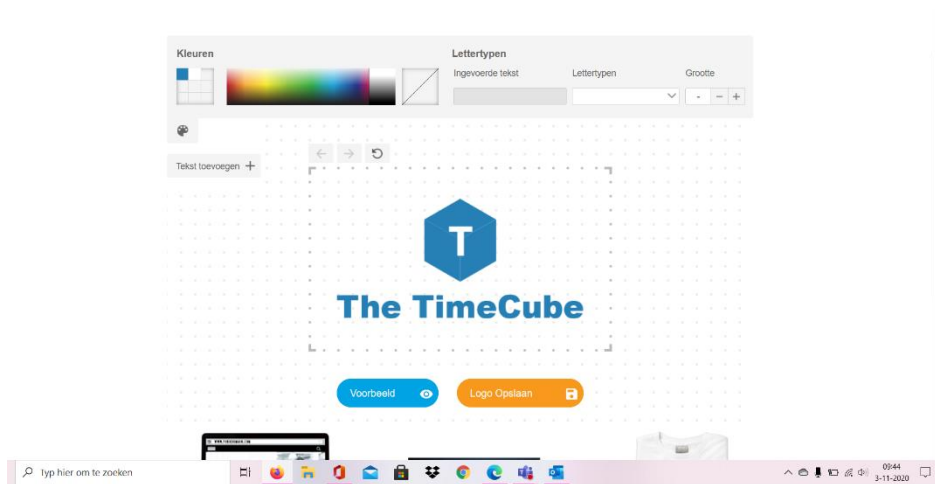 Kleuren
Lettertypen
Ingevoerde tekst
Lettertypen
Grootte
Tekst toevoegen
T
The TimeCube
Voorbeeld
Logo Opslaan
Typ hier om te zoeken
09:44
3-11-2020